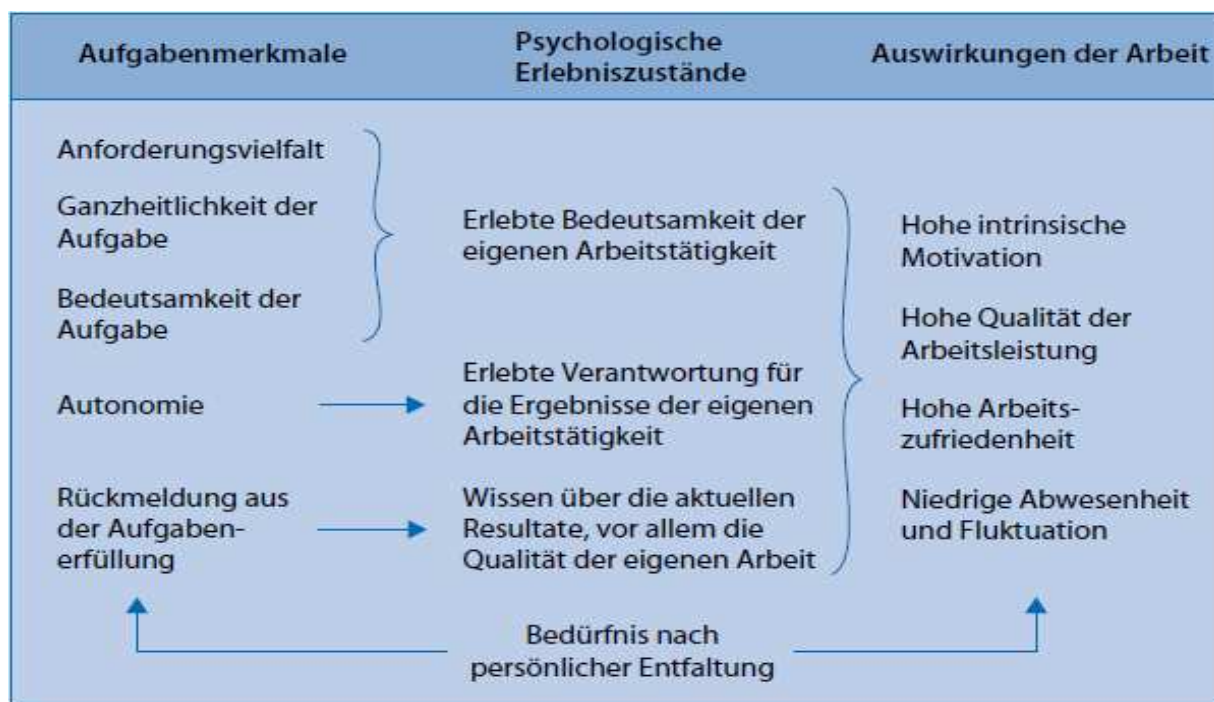 Aufgabenmerkmale
Psychologische
Erlebniszustände
Auswirkungen der Arbeit
Anforderungsvielfalt
Ganzheitlichkeit der
Aufgabe
Bedeutsamkeit der
Aufgabe
Autonomie
Rückmeldung aus
der Aufgaben-
erfüllung
Erlebte Bedeutsamkeit der
eigenen Arbeitstätigkeit
Erlebte Verantwortung für
die Ergebnisse der eigenen
Arbeitstätigkeit
Wissen über die aktuellen
Resultate, vor allem die
Qualität der eigenen Arbeit
Hohe intrinsische
Motivation
Hohe Qualität der
Arbeitsleistung
Hohe Arbeits-
zufriedenheit
Niedrige Abwesenheit
und Fluktuation
Bedürfnis nach
persönlicher Entfaltung